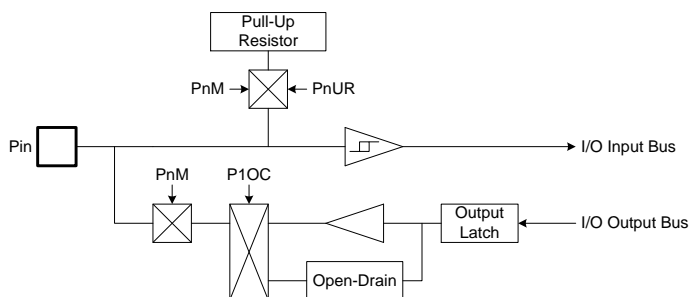 Pull-Up
Resistor
PnM
PnUR
Pin
I/O Input Bus
PnM
P1OC
Output
Latch
I/O Output Bus
Open-Drain